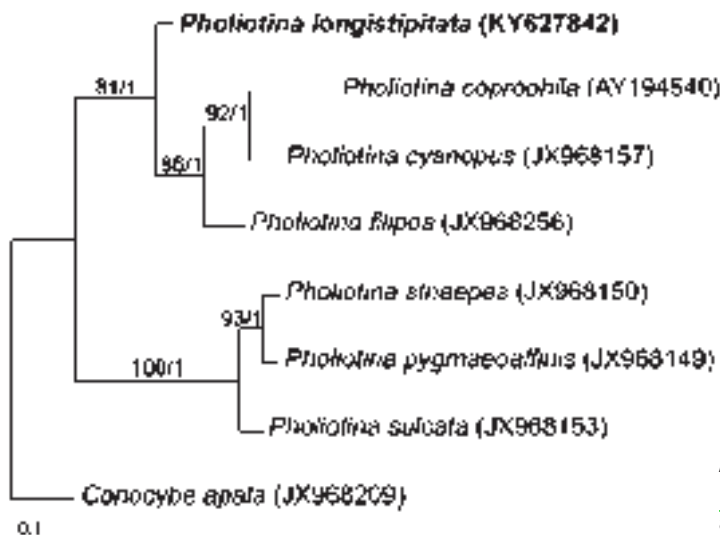 Pholiotina longistipitata (KY627842)
81/1
Pholiotina coprophila (AY194540)
92/1
Pholiotina cyanopus (JX968157)
96/1
Pholiotina filipes (JX968256)
Pholiotina striaepes (JX968150)
93/1
Pholiotina pygmaeoaffinis (JX968149)
100/1
Pholiotina sulcata (JX968153)
Conocybe apala (JX968209)
0.1